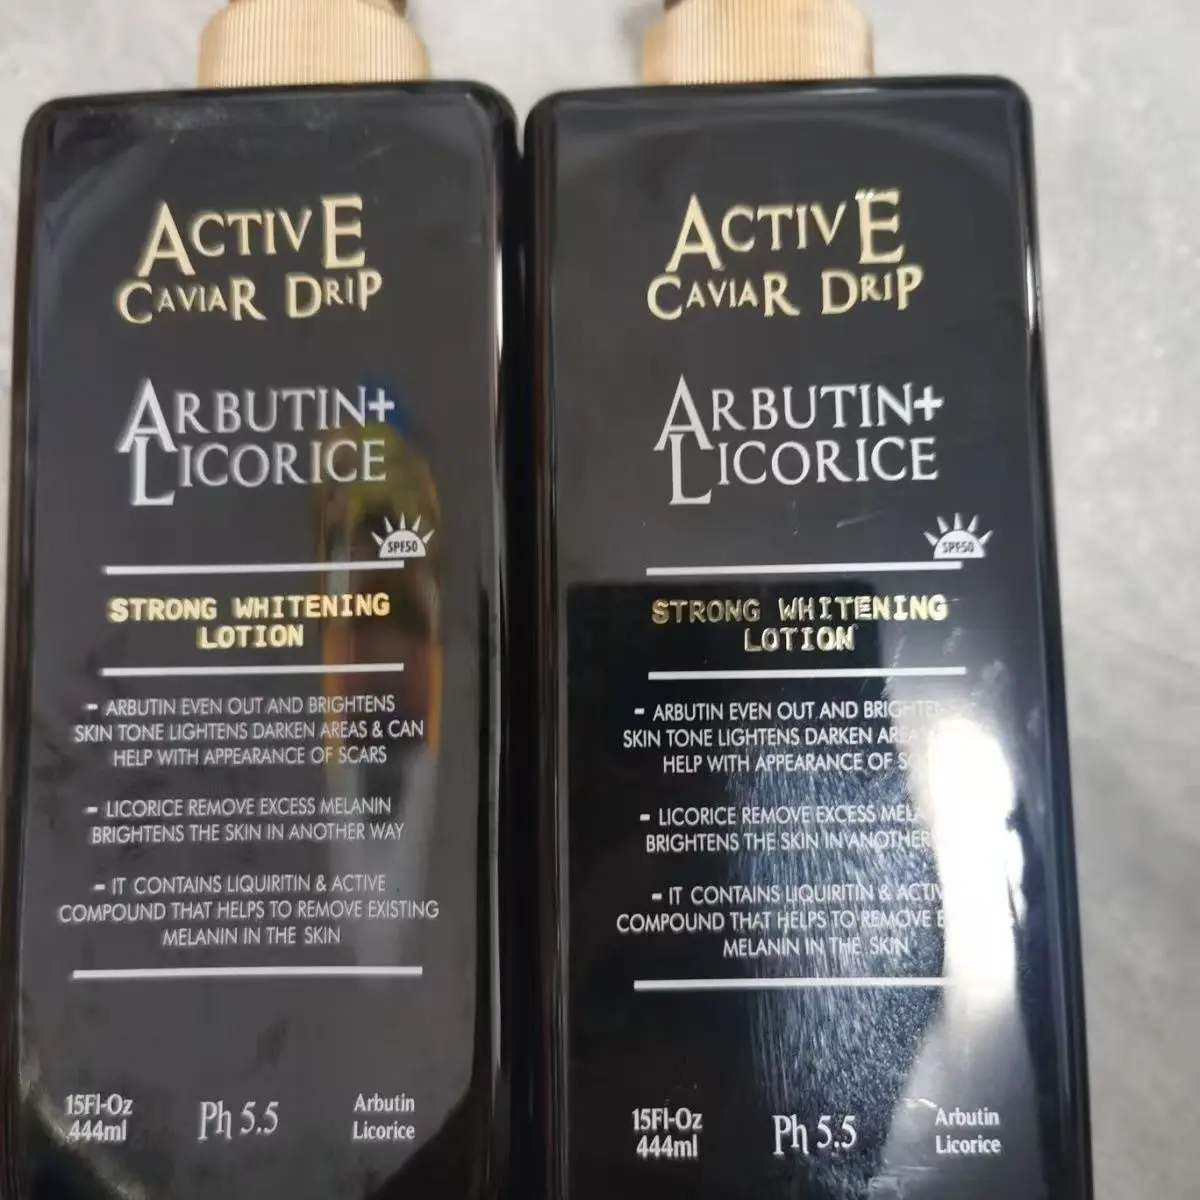 ACTIVE
CAVIAR DRIP
ARBUTIN+
LICORICE
SPF50
STRONG WHITENING
LOTION
- ARBUTIN EVEN OUT AND BRIGHTENS
SKIN TONE LIGHTENS DARKEN AREAS & CAN
HELP WITH APPEARANCE OF SCARS
- LICORICE REMOVE EXCESS MELANIN
BRIGHTENS THE SKIN IN ANOTHER WAY
- IT CONTAINS LIQUIRITIN & ACTIVE
COMPOUND THAT HELPS TO REMOVE EXISTING
MELANIN IN THE SKIN
15Fl-Oz
444ml
Ph 5.5
Arbutin
Licorice
ACTIVE
CAVIAR DRIP
ARBUTIN+
LICORICE
SPF50
STRONG WHITENING
LOTION
- ARBUTIN EVEN OUT AND
SKIN TONE LIGHTENS DARKEN
HELP WITH APPEARANCE OF
- LICORICE REMOVE EXCESS
BRIGHTENS THE SKIN IN ANOTHER
- IT CONTAINS LIQUIRITIN &
COMPOUND THAT HELPS TO REMOVE
MELANIN IN THE SKIN
15Fl-Oz
444ml
Ph 5.5
Arbutin
Licorice